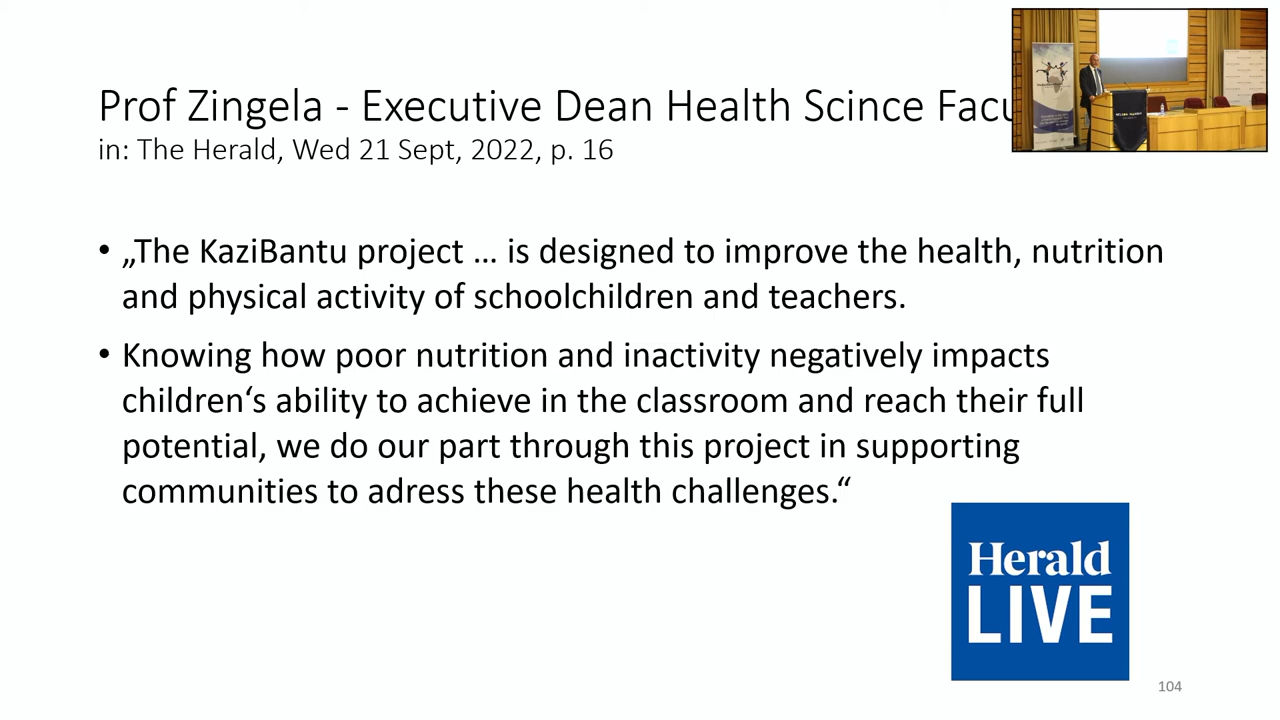 Prof Zingela - Executive Dean Health Scince Facu
in: The Herald, Wed 21 Sept, 2022, p. 16
• „The KaziBantu project ... is designed to improve the health, nutrition
and physical activity of schoolchildren and teachers.
• Knowing how poor nutrition and inactivity negatively impacts
children‘s ability to achieve in the classroom and reach their full
potential, we do our part through this project in supporting
communities to adress these health challenges.“
Herald
LIVE
104